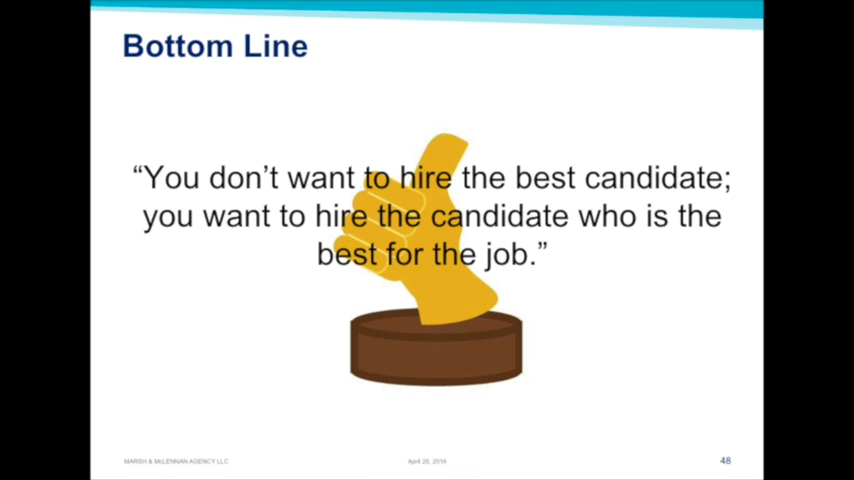 Bottom Line
“You don’t want to hire the best candidate;
you want to hire the candidate who is the
best for the job.”
MARSH & McLENNAN AGENCY LLC
April 26, 2016
48